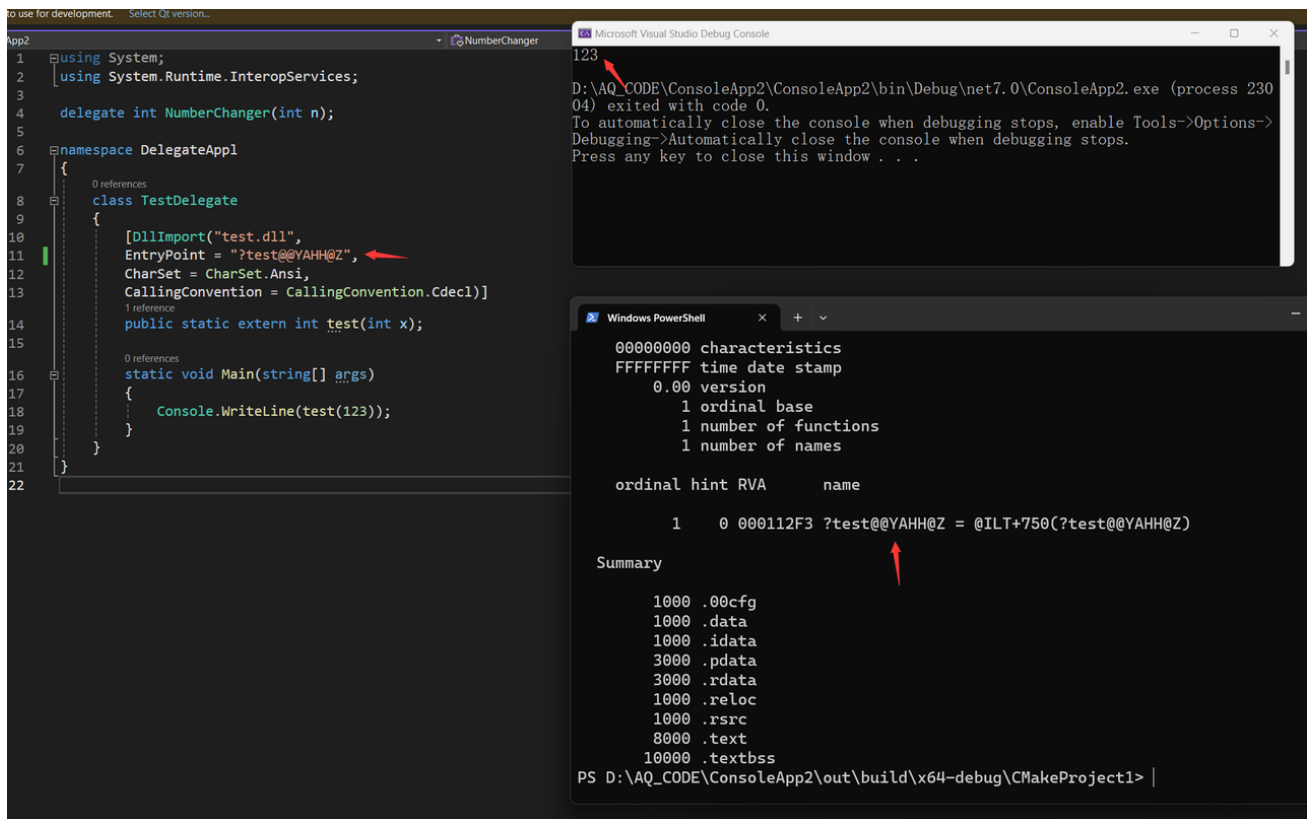 to use for development. Select Qt version...
App2
NumberChanger
1 using System;
2 using System.Runtime.InteropServices;
3
4 delegate int NumberChanger(int n);
5
6 namespace DelegateAppl
7 {
0 references
8 class TestDelegate
9 {
10 [DllImport("test.dll",
11 EntryPoint = "?test@@YAHH@Z",
12 CharSet = CharSet.Ansi,
13 CallingConvention = CallingConvention.Cdecl)]
1 reference
14 public static extern int test(int x);
15
0 references
16 static void Main(string[] args)
17 {
18 Console.WriteLine(test(123));
19 }
20 }
21 }
22
Microsoft Visual Studio Debug Console
123
D:\AQ_CODE\ConsoleApp2\ConsoleApp2\bin\Debug\net7.0\ConsoleApp2.exe (process 230
04) exited with code 0.
To automatically close the console when debugging stops, enable Tools->Options->
Debugging->Automatically close the console when debugging stops.
Press any key to close this window . . .
Windows PowerShell
00000000 characteristics
FFFFFFFF time date stamp
0.00 version
1 ordinal base
1 number of functions
1 number of names
ordinal hint RVA name
1 0 000112F3 ?test@@YAHH@Z = @ILT+750(?test@@YAHH@Z)
Summary
1000 .00cfg
1000 .data
1000 .idata
3000 .pdata
3000 .rdata
1000 .reloc
1000 .rsrc
8000 .text
10000 .textbss
PS D:\AQ_CODE\ConsoleApp2\out\build\x64-debug\CMakeProject1>